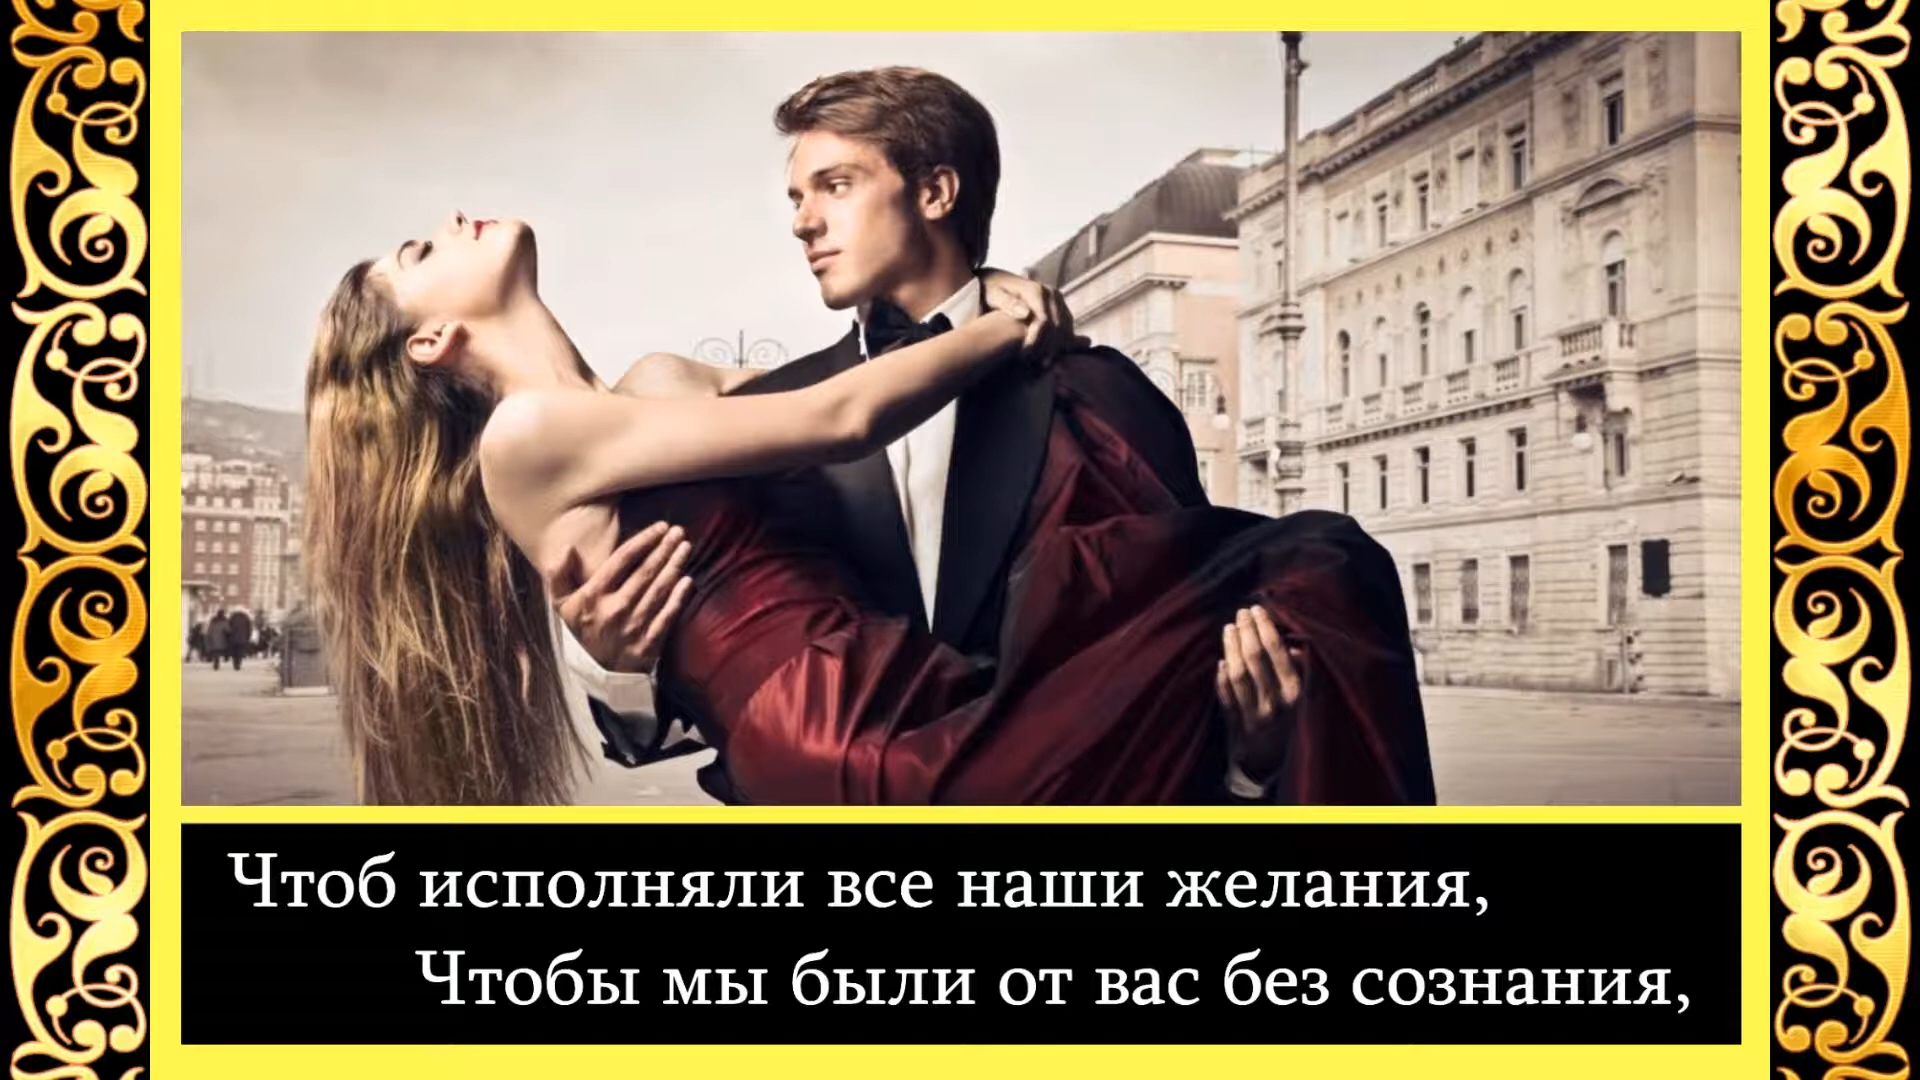 Чтоб исполняли все наши желания,
Чтобы мы были от вас без сознания,